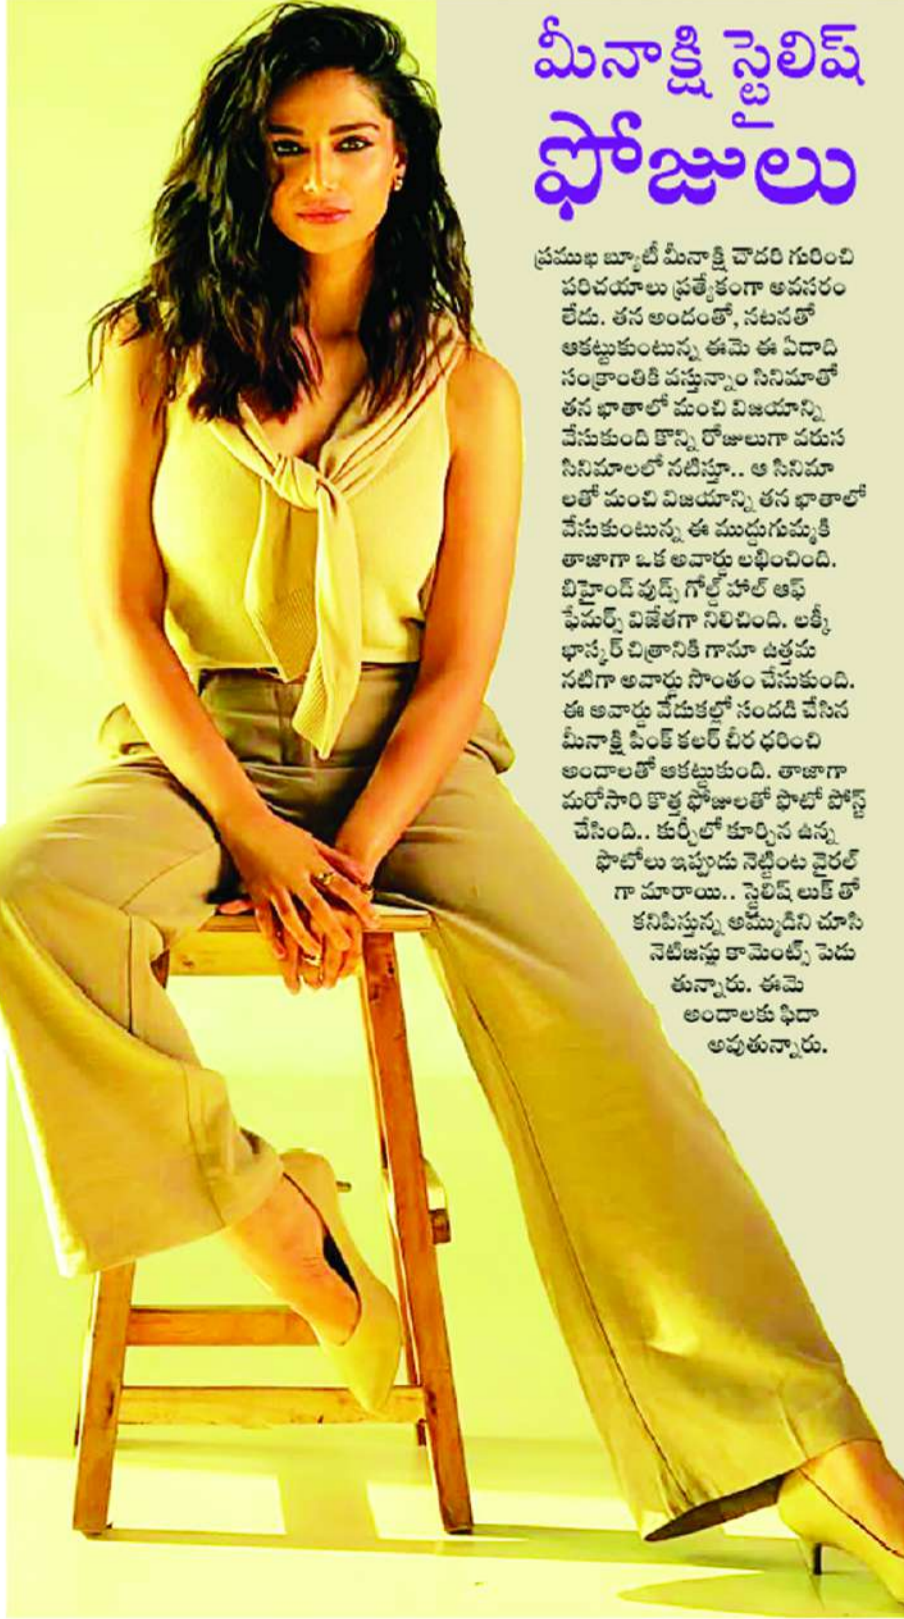 మీనాక్షి స్టైలిష్
ఫోజులు
ప్రముఖ బ్యూటీ మీనాక్షి చౌదరి గురించి
పరిచయాలు ప్రత్యేకంగా అవసరం
లేదు. తన అందంతో, నటనతో
ఆకట్టుకుంటున్న ఈమె ఈ ఏడాది
సంక్రాంతికి వస్తున్నాం సినిమాతో
తన ఖాతాలో మంచి విజయాన్ని
వేసుకుంది కొన్ని రోజులుగా వరుస
సినిమాలలో నటిస్తూ.. ఆ సినిమా
లతో మంచి విజయాన్ని తన ఖాతాలో
వేసుకుంటున్న ఈ ముద్దుగుమ్మకి
తాజాగా ఒక అవార్డు లభించింది.
బిహైండ్ వుడ్స్ గోల్డ్ హాల్ ఆఫ్
ఫేమర్స్ విజేతగా నిలిచింది. లక్కీ
భాస్కర్ చిత్రానికి గానూ ఉత్తమ
నటిగా అవార్డు సొంతం చేసుకుంది.
ఈ అవార్డు వేడుకల్లో సందడి చేసిన
మీనాక్షి పింక్ కలర్ చీర ధరించి
అందాలతో ఆకట్టుకుంది. తాజాగా
మరోసారి కొత్త ఫోజులతో ఫొటో పోస్ట్
చేసింది.. కుర్చీలో కూర్చిన ఉన్న
ఫొటోలు ఇప్పుడు నెట్టింట వైరల్
గా మారాయి.. స్టైలిష్ లుక్ తో
కనిపిస్తున్న అమ్ముడిని చూసి
నెటిజన్లు కామెంట్స్ పెడు
తున్నారు. ఈమె
అందాలకు ఫిదా
అవుతున్నారు.